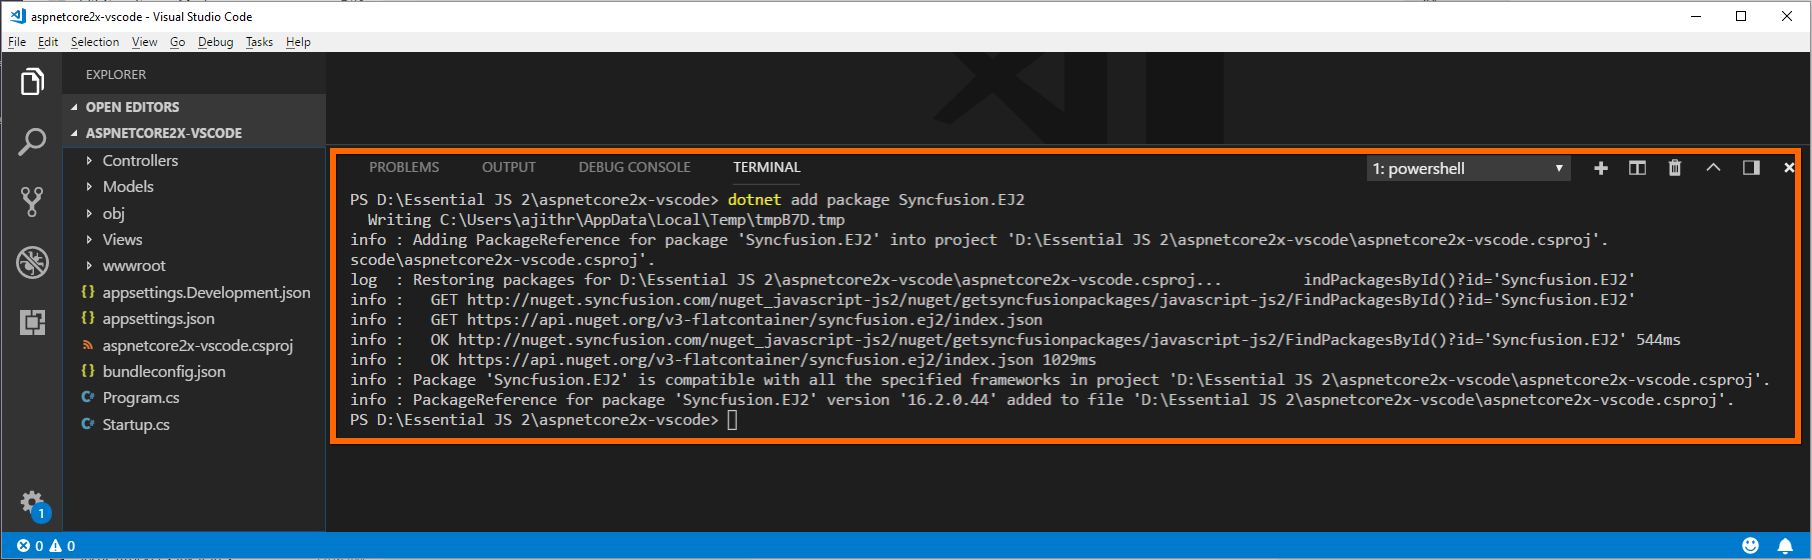 aspnetcore2x-vscode - Visual Studio Code
File Edit Selection View Go Debug Tasks Help
EXPLORER
OPEN EDITORS
ASPNETCORE2X-VSCODE
Controllers
Models
obj
Views
wwwroot
{} appsettings.Development.json
{} appsettings.json
aspnetcore2x-vscode.csproj
{} bundleconfig.json
C# Program.cs
C# Startup.cs
1
PROBLEMS OUTPUT DEBUG CONSOLE TERMINAL 1: powershell
PS D:\Essential JS 2\aspnetcore2x-vscode> dotnet add package Syncfusion.EJ2
Writing C:\Users\ajithr\AppData\Local\Temp\tmpB7D.tmp
info : Adding PackageReference for package 'Syncfusion.EJ2' into project 'D:\Essential JS 2\aspnetcore2x-vscode\aspnetcore2x-vscode.csproj'.
scode\aspnetcore2x-vscode.csproj'.
log  : Restoring packages for D:\Essential JS 2\aspnetcore2x-vscode\aspnetcore2x-vscode.csproj...         indPackagesById()?id='Syncfusion.EJ2'
info :   GET http://nuget.syncfusion.com/nuget_javascript-js2/nuget/getsyncfusionpackages/javascript-js2/FindPackagesById()?id='Syncfusion.EJ2'
info :   GET https://api.nuget.org/v3-flatcontainer/syncfusion.ej2/index.json
info :   OK http://nuget.syncfusion.com/nuget_javascript-js2/nuget/getsyncfusionpackages/javascript-js2/FindPackagesById()?id='Syncfusion.EJ2' 544ms
info :   OK https://api.nuget.org/v3-flatcontainer/syncfusion.ej2/index.json 1029ms
info : Package 'Syncfusion.EJ2' is compatible with all the specified frameworks in project 'D:\Essential JS 2\aspnetcore2x-vscode\aspnetcore2x-vscode.csproj'.
info : PackageReference for package 'Syncfusion.EJ2' version '16.2.0.44' added to file 'D:\Essential JS 2\aspnetcore2x-vscode\aspnetcore2x-vscode.csproj'.
PS D:\Essential JS 2\aspnetcore2x-vscode>
0 0